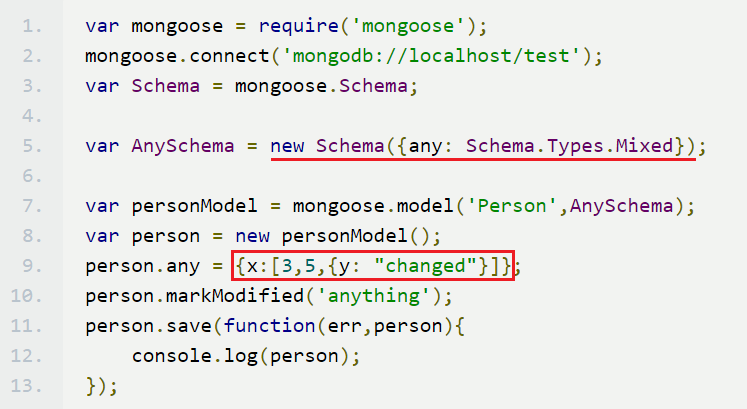 1. var mongoose = require('mongoose');
2. mongoose.connect('mongodb://localhost/test');
3. var Schema = mongoose.Schema;
4.
5. var AnySchema = new Schema({any: Schema.Types.Mixed});
6.
7. var personModel = mongoose.model('Person',AnySchema);
8. var person = new personModel();
9. person.any = {x:[3,5,{y: "changed"}]};
10. person.markModified('anything');
11. person.save(function(err,person){
12.     console.log(person);
13. });